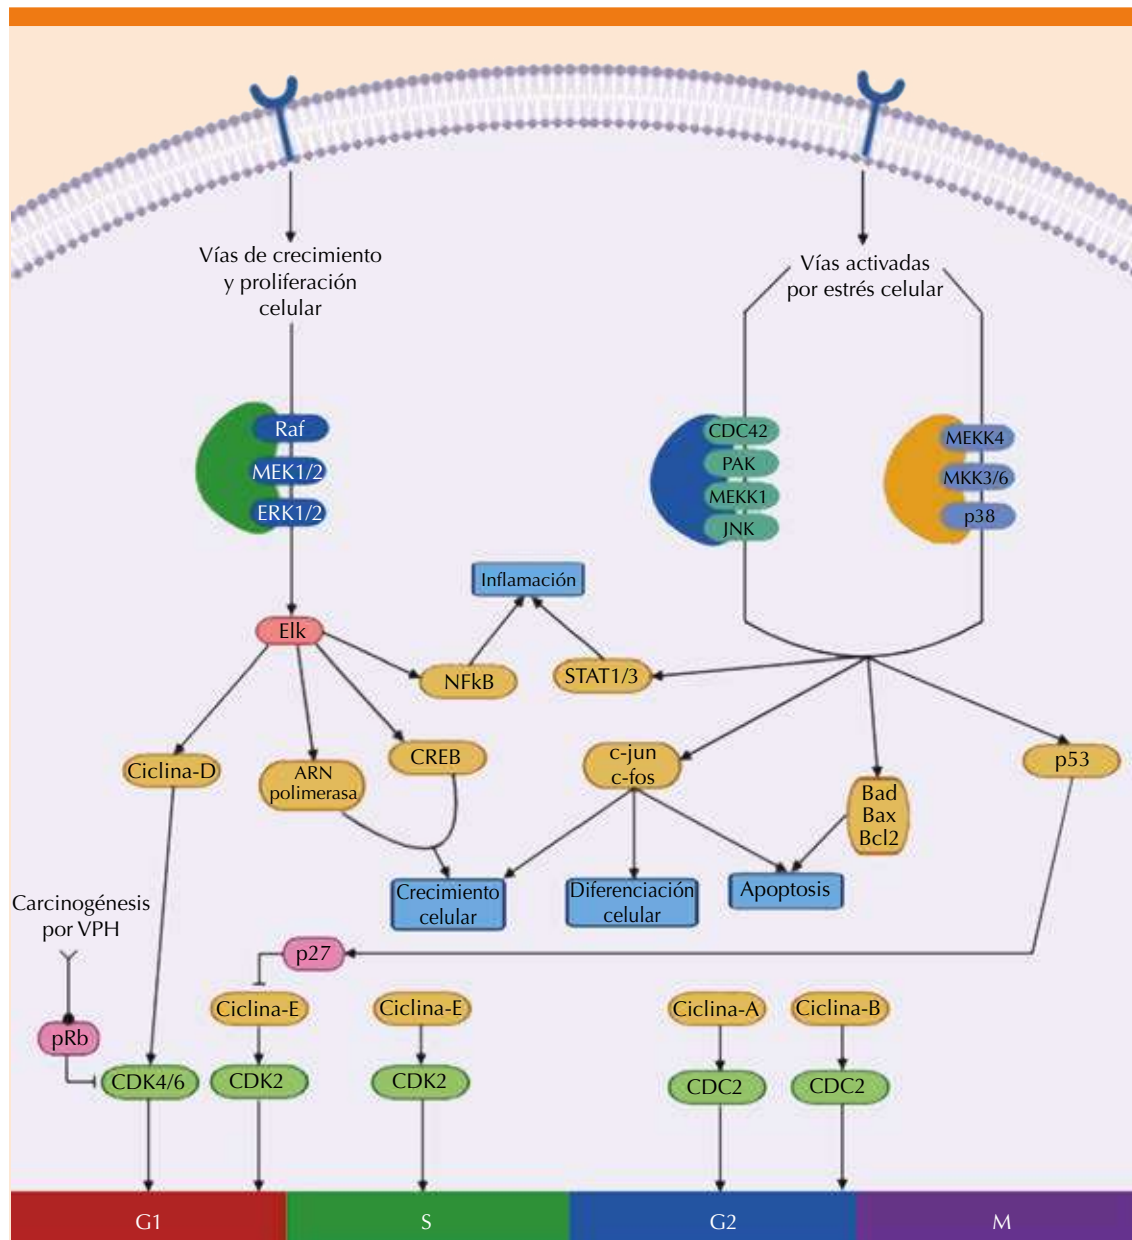 Vías de crecimiento
y proliferación
celular
Vías activadas
por estrés celular
Raf
MEK1/2
ERK1/2
CDC42
PAK
MEKK1
JNK
MEKK4
MKK3/6
p38
Inflamación
Elk
NFkB
STAT1/3
Ciclina-D
ARN
polimerasa
CREB
c-jun
c-fos
Bad
Bax
Bcl2
p53
Crecimiento
celular
Diferenciación
celular
Apoptosis
Carcinogénesis
por VPH
p27
pRb
Ciclina-E
Ciclina-E
Ciclina-A
Ciclina-B
CDK4/6
CDK2
CDK2
CDC2
CDC2
G1
S
G2
M